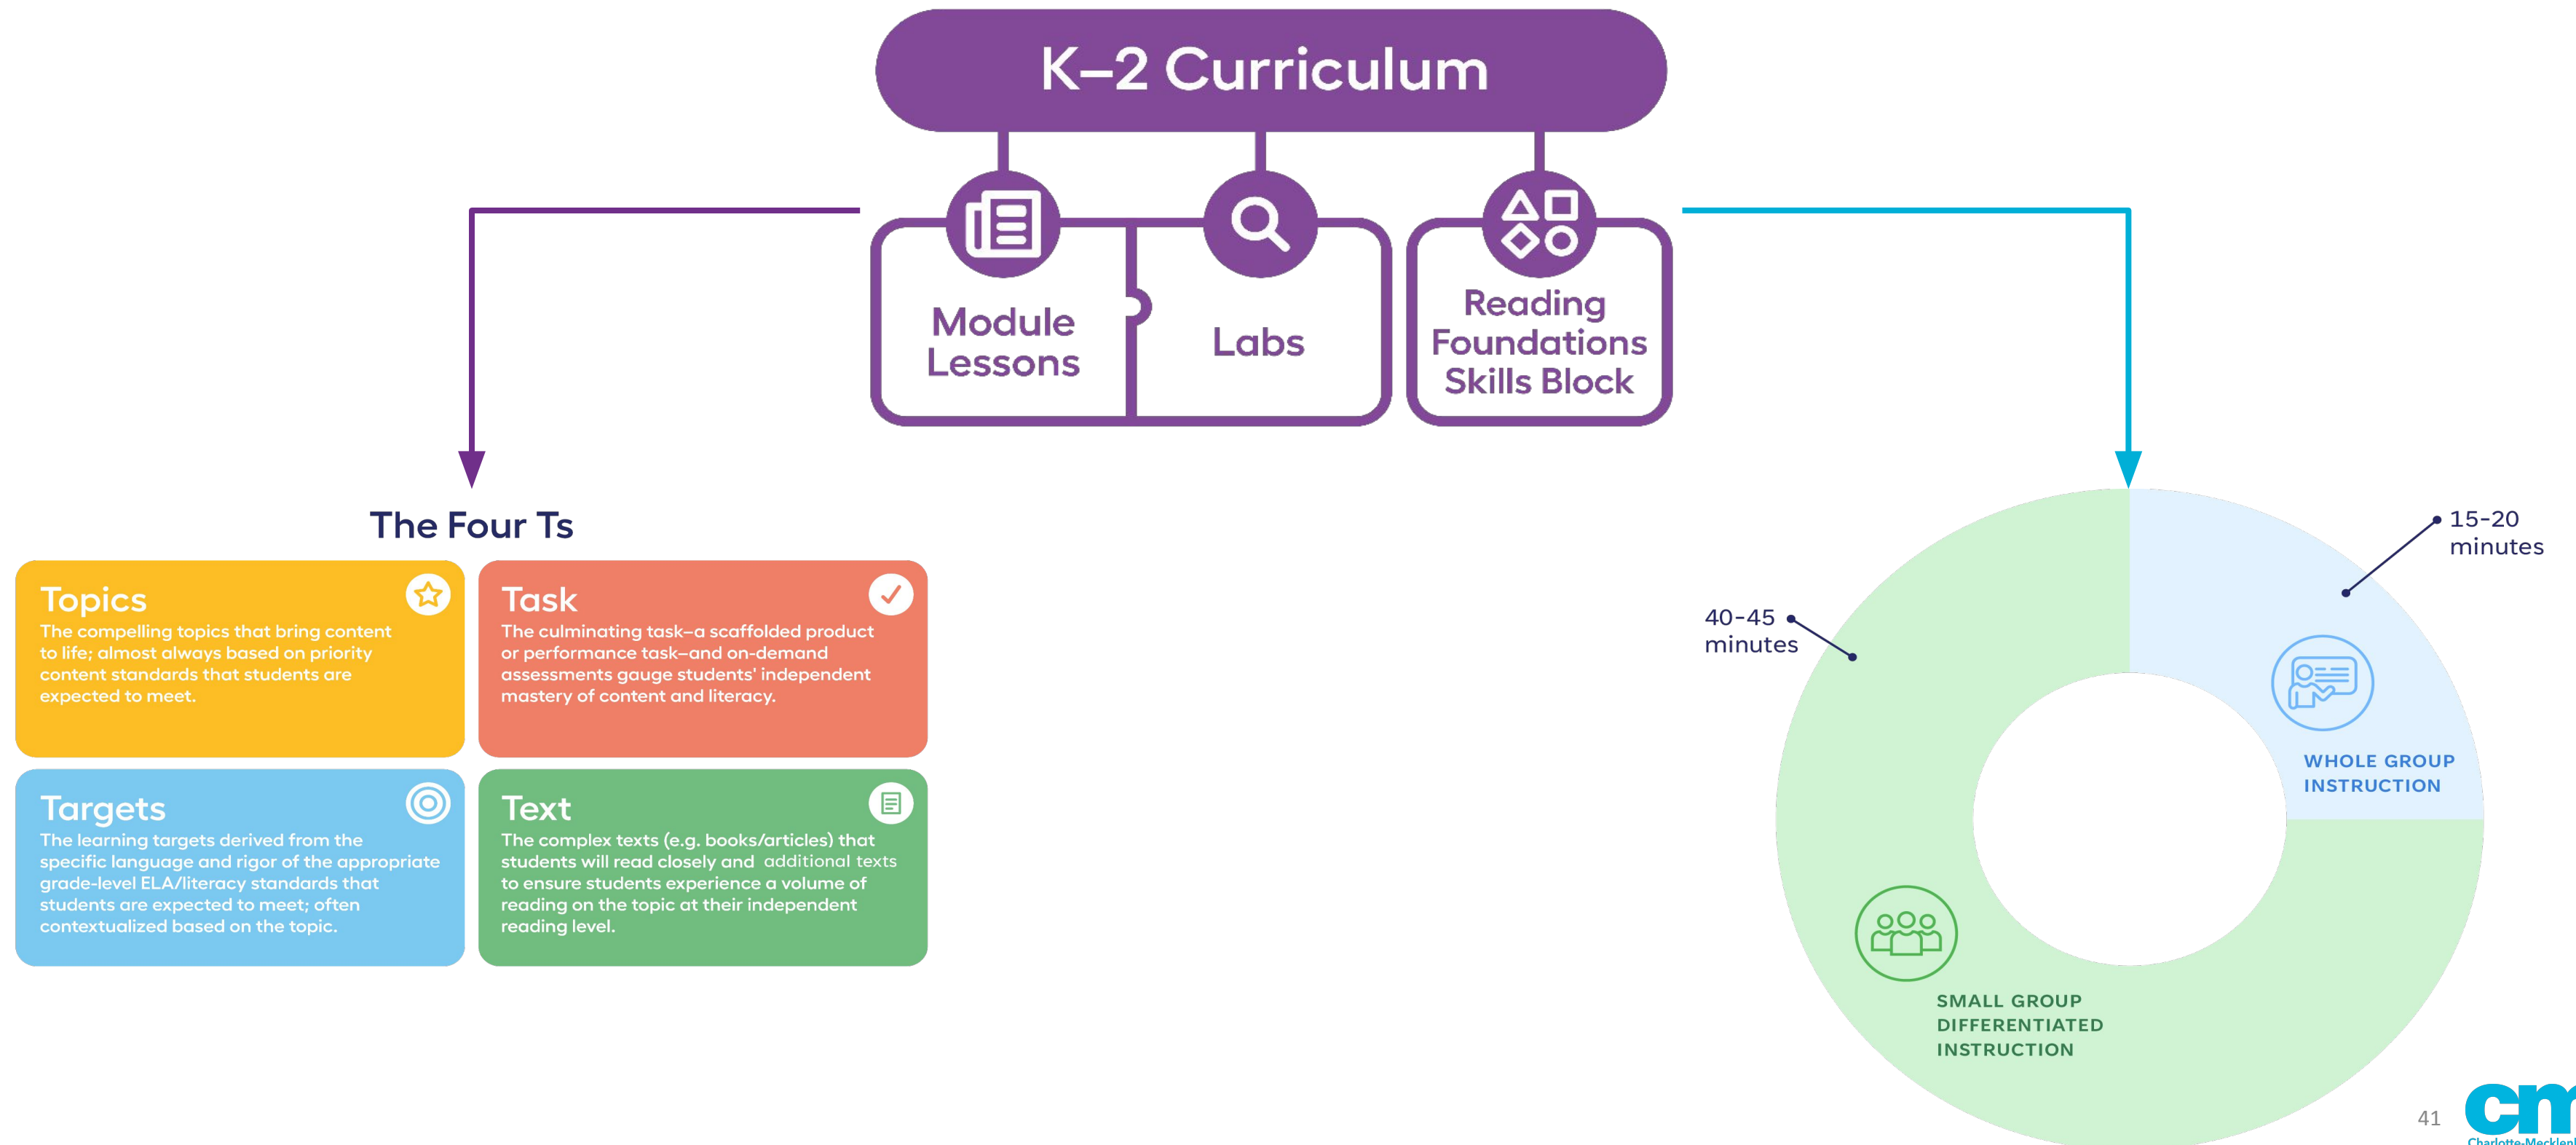 K–2 Curriculum
Module
Lessons
Labs
Reading
Foundations
Skills Block
The Four Ts
Topics
The compelling topics that bring content
to life; almost always based on priority
content standards that students are
expected to meet.
Task
The culminating task–a scaffolded product
or performance task–and on-demand
assessments gauge students' independent
mastery of content and literacy.
Targets
The learning targets derived from the
specific language and rigor of the appropriate
grade-level ELA/literacy standards that
students are expected to meet; often
contextualized based on the topic.
Text
The complex texts (e.g. books/articles) that
students will read closely and additional texts
to ensure students experience a volume of
reading on the topic at their independent
reading level.
15-20
minutes
40-45
minutes
WHOLE GROUP
INSTRUCTION
SMALL GROUP
DIFFERENTIATED
INSTRUCTION
41